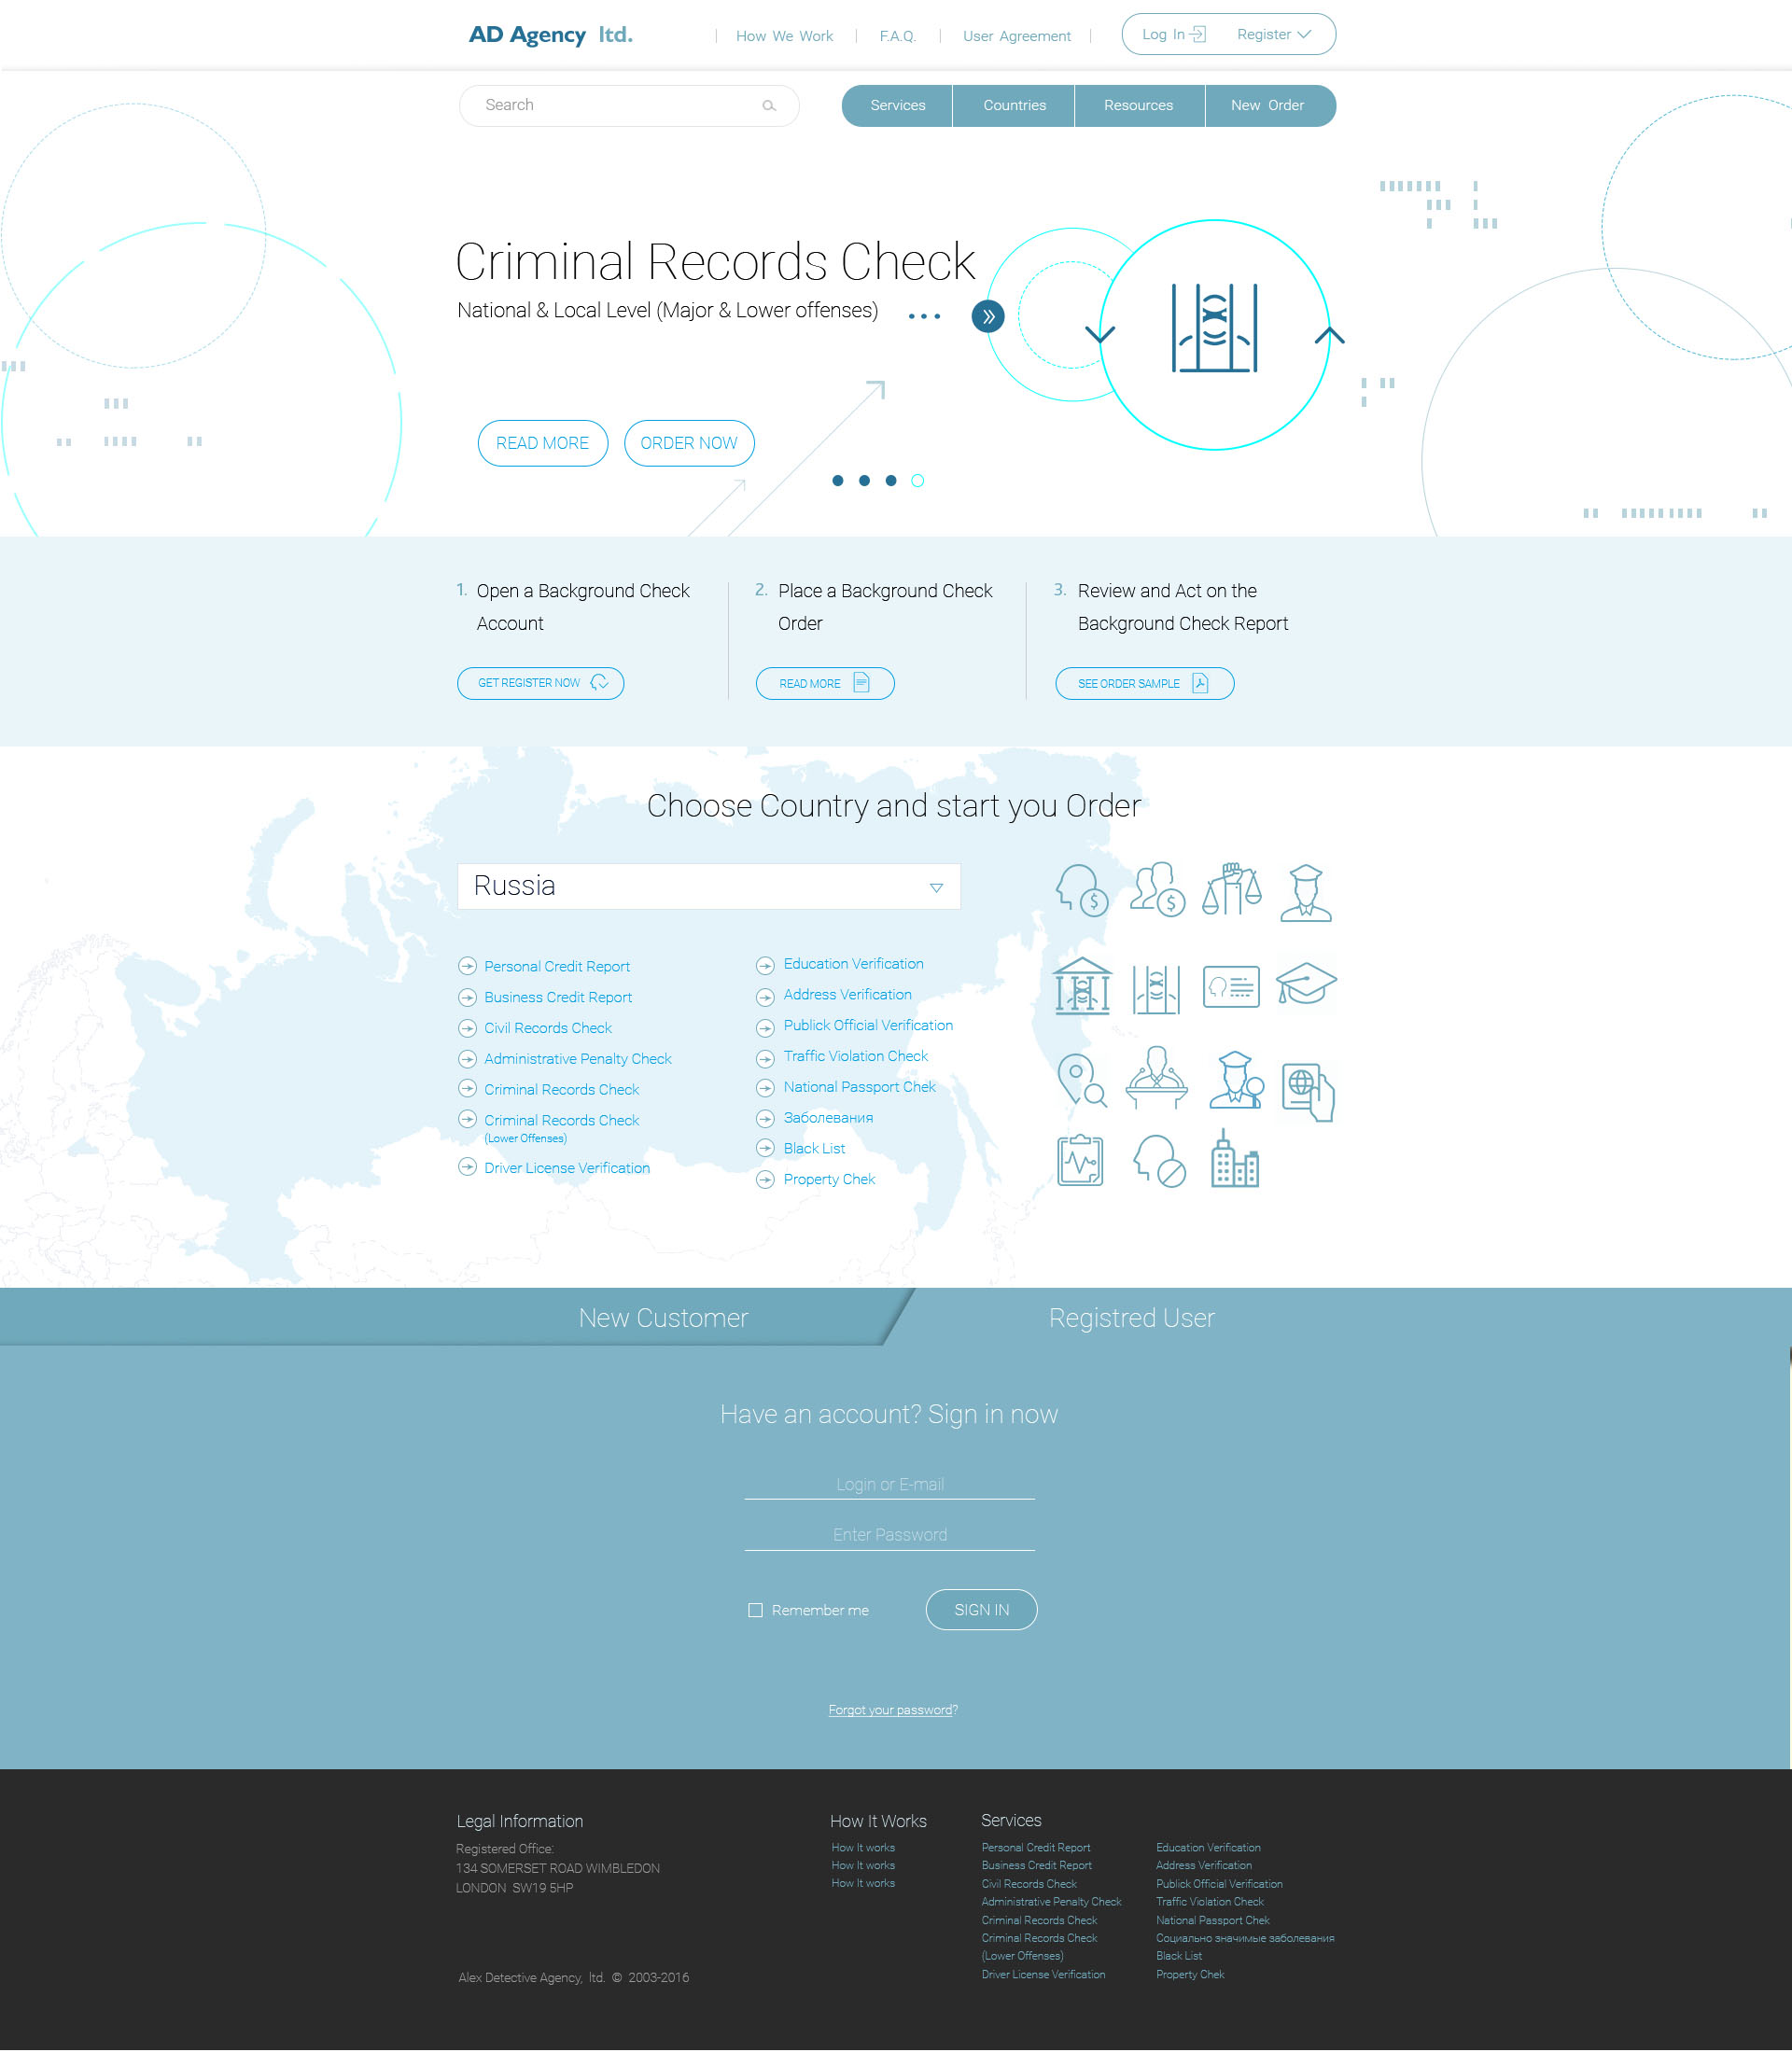 AD Agency ltd.
How We Work
F.A.Q.
User Agreement
Log In
Register
Search
Services
Countries
Resources
New Order
Criminal Records Check
National & Local Level (Major & Lower offenses)
READ MORE
ORDER NOW
1. Open a Background Check
Account
GET REGISTER NOW
2. Place a Background Check
Order
READ MORE
3. Review and Act on the
Background Check Report
SEE ORDER SAMPLE
Choose Country and start you Order
Russia
Personal Credit Report
Business Credit Report
Civil Records Check
Administrative Penalty Check
Criminal Records Check
Criminal Records Check
(Lower Offenses)
Driver License Verification
Education Verification
Address Verification
Publick Official Verification
Traffic Violation Check
National Passport Chek
Заболевания
Black List
Property Chek
New Customer
Registred User
Have an account? Sign in now
Login or E-mail
Enter Password
Remember me
SIGN IN
Forgot your password?
Legal Information
Registered Office:
134 SOMERSET ROAD WIMBLEDON
LONDON SW19 5HP
Alex Detective Agency, ltd. © 2003-2016
How It Works
How It works
How It works
How It works
Services
Personal Credit Report
Business Credit Report
Civil Records Check
Administrative Penalty Check
Criminal Records Check
Criminal Records Check
(Lower Offenses)
Driver License Verification
Education Verification
Address Verification
Publick Official Verification
Traffic Violation Check
National Passport Chek
Социально значимые заболевания
Black List
Property Chek